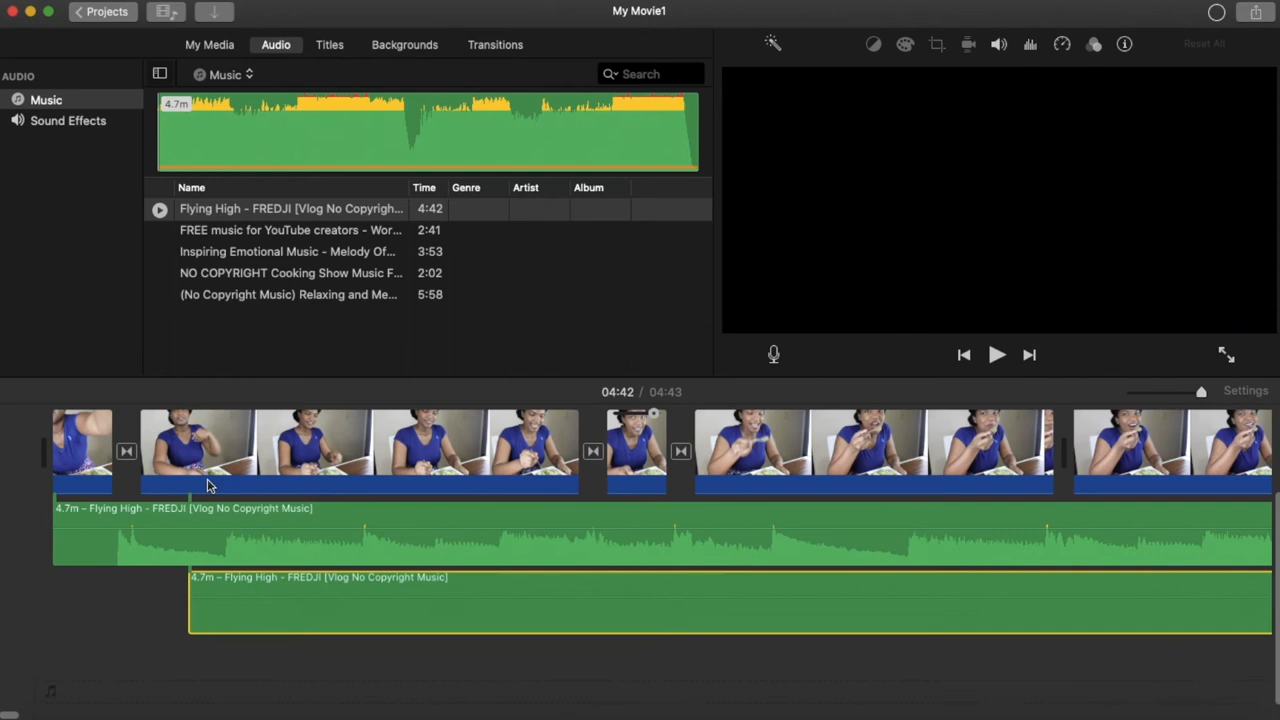 Projects
My Movie1
My Media
Audio
Titles
Backgrounds
Transitions
Reset All
AUDIO
Music
Search
Music
4.7m
Sound Effects
Name Time Genre Artist Album
Flying High - FREDJI [Vlog No Copyrigh... 4:42
FREE music for YouTube creators - Wor... 2:41
Inspiring Emotional Music - Melody Of... 3:53
NO COPYRIGHT Cooking Show Music F... 2:02
(No Copyright Music) Relaxing and Me... 5:58
04:42 / 04:43
Settings
4.7m – Flying High - FREDJI [Vlog No Copyright Music]
4.7m – Flying High - FREDJI [Vlog No Copyright Music]